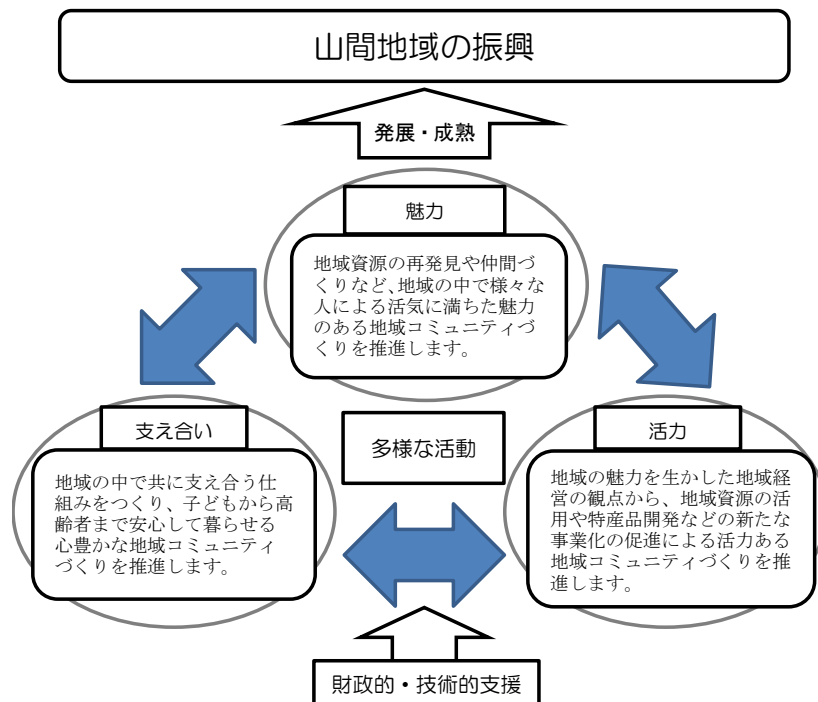 山間地域の振興
発展・成熟
魅力
地域資源の再発見や仲間づ
くりなど、地域の中で様々な
人による活気に満ちた魅力
のある地域コミュニティづ
くりを推進します。
支え合い
地域の中で共に支え合う仕
組みをつくり、子どもから高
齢者まで安心して暮らせる
心豊かな地域コミュニティ
づくりを推進します。
多様な活動
活力
地域の魅力を生かした地域経
営の観点から、地域資源の活
用や特産品開発などの新たな
事業化の促進による活力ある
地域コミュニティづくりを推
進します。
財政的・技術的支援